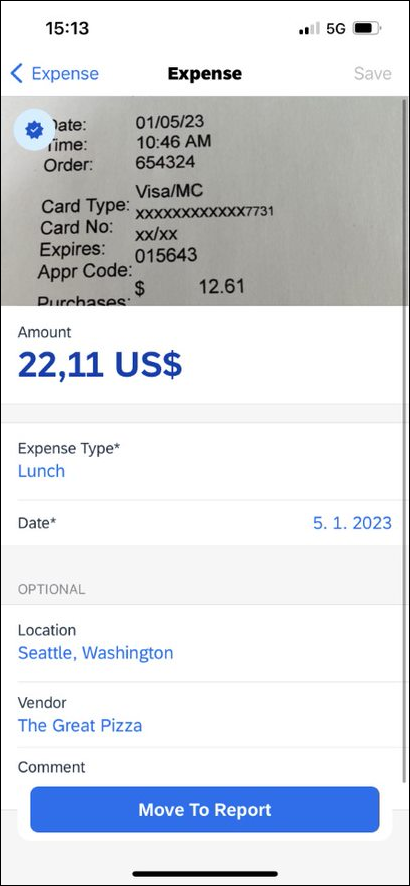 15:13 5G
Expense Expense Save
Date: 01/05/23
Time: 10:46 AM
Order: 654324
Card Type: Visa/MC
Card No: xxxxxxxxxxxx7731
Expires: xx/xx
Appr Code: 015643
Purchases: $ 12.61
Amount
22,11 US$
Expense Type*
Lunch
Date* 5. 1. 2023
OPTIONAL
Location
Seattle, Washington
Vendor
The Great Pizza
Comment
Move To Report